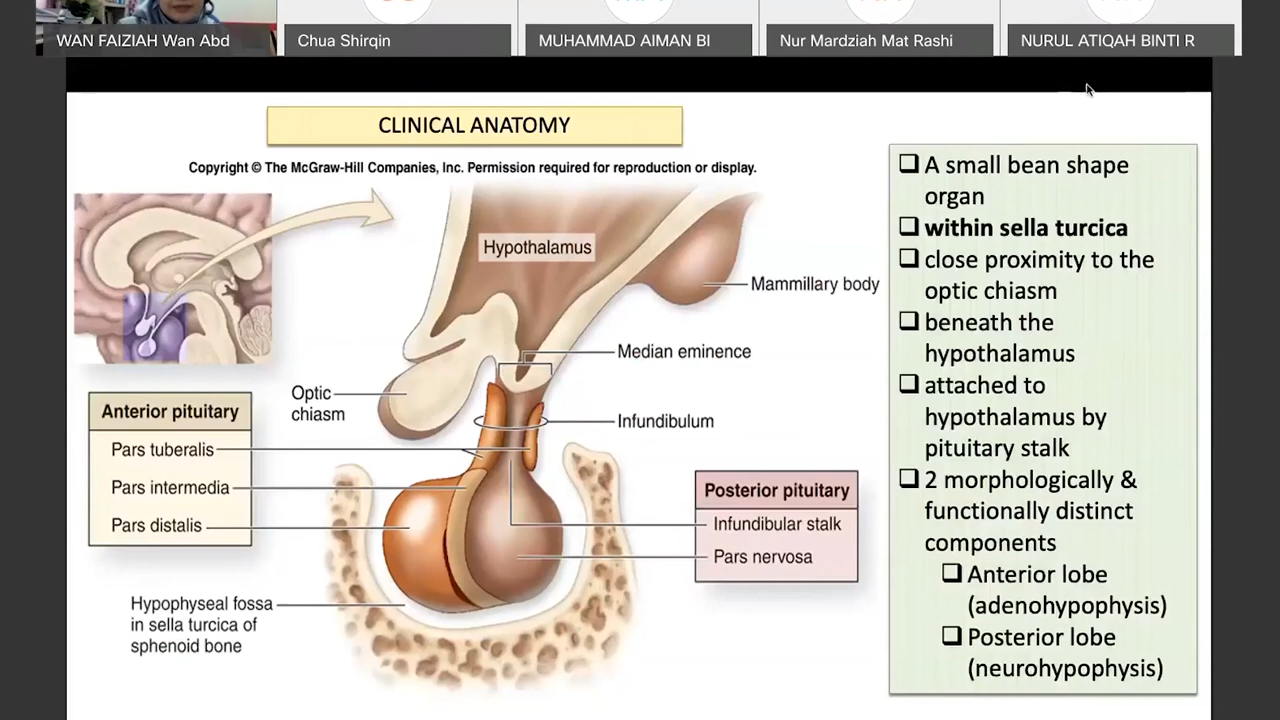 WAN FAIZIAH Wan Abd
Chua Shirqin
MUHAMMAD AIMAN BI
Nur Mardziah Mat Rashi
NURUL ATIQAH BINTI R
CLINICAL ANATOMY
Copyright © The McGraw-Hill Companies, Inc. Permission required for reproduction or display.
Hypothalamus
Mammillary body
Median eminence
Optic
chiasm
Infundibulum
Anterior pituitary
Pars tuberalis
Pars intermedia
Pars distalis
Posterior pituitary
Infundibular stalk
Pars nervosa
Hypophyseal fossa
in sella turcica of
sphenoid bone
❑ A small bean shape
organ
❑ within sella turcica
❑ close proximity to the
optic chiasm
❑ beneath the
hypothalamus
❑ attached to
hypothalamus by
pituitary stalk
❑ 2 morphologically &
functionally distinct
components
❑ Anterior lobe
(adenohypophysis)
❑ Posterior lobe
(neurohypophysis)